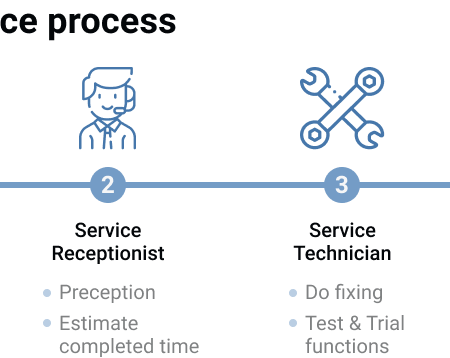 ce process
2
3
Service
Receptionist
Service
Technician
Preception
Estimate
completed time
Do fixing
Test & Trial
functions